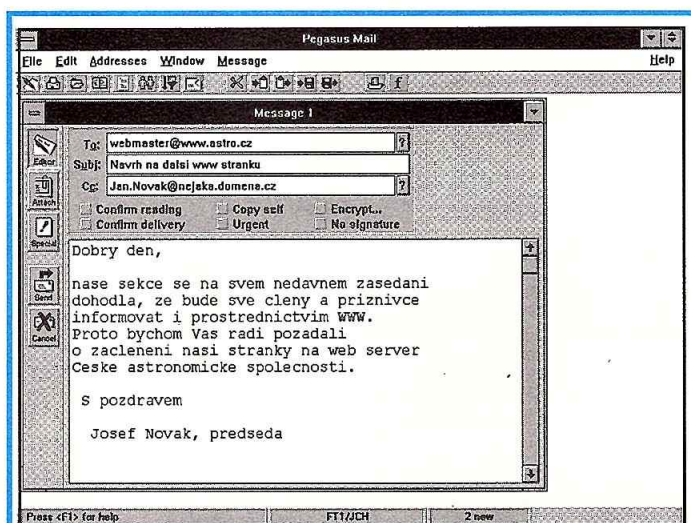 Pegasus Mail
File Edit Addresses Window Message Help
Message 1
To: webmaster@www.astro.cz ?
Editor
Subj: Navrh na dalsi www stranku
Cc: Jan.Novak@nejaka.domena.cz ?
Attach
Confirm reading Copy self Encrypt...
Confirm delivery Urgent No signature
Special
Dobry den,
nase sekce se na svem nedavnem zasedani
dohodla, ze bude sve cleny a priznivce
Send
informovat i prostrednictvim WWW.
Proto bychom Vas radi pozadali
Cancel
o zacleneni nasi stranky na web server
Ceske astronomicke spolecnosti.
S pozdravem
Josef Novak, predseda
Press <F1> for help FT1/JCH 2 new